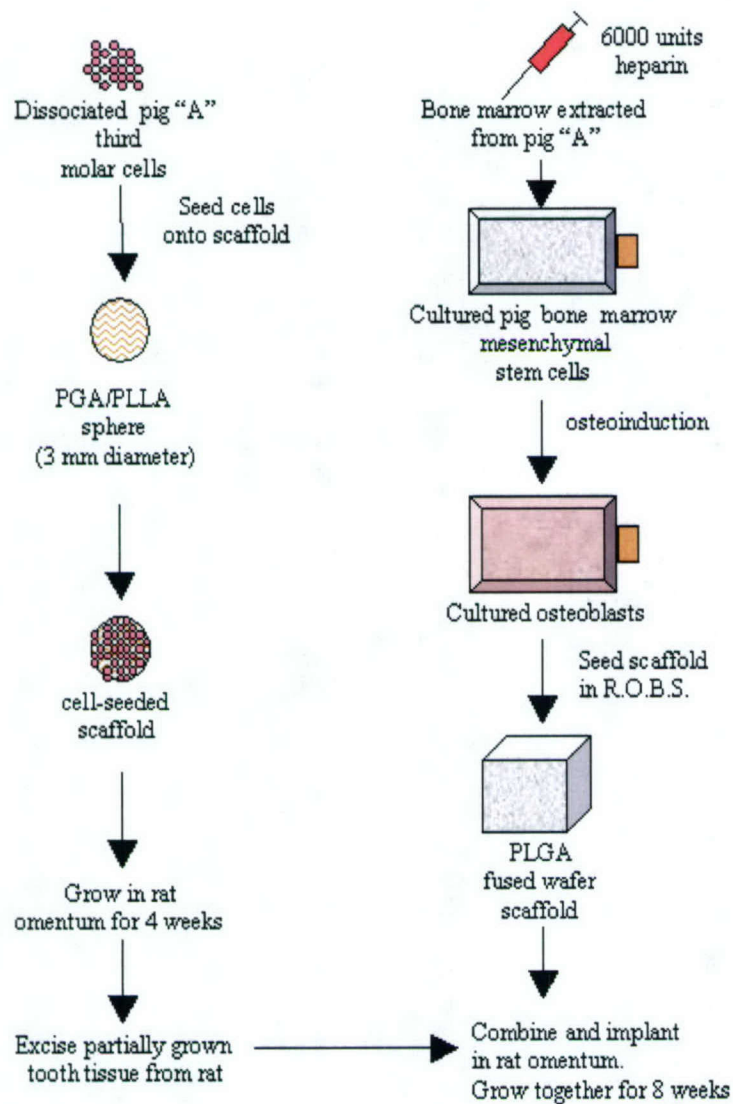 Dissociated pig "A"
third
molar cells
Seed cells
onto scaffold
PGA/PLLA
sphere
(3 mm diameter)
cell-seeded
scaffold
Grow in rat
omentum for 4 weeks
Excise partially grown
tooth tissue from rat
6000 units
heparin
Bone marrow extracted
from pig "A"
Cultured pig bone marrow
mesenchymal
stem cells
osteoinduction
Cultured osteoblasts
Seed scaffold
in R.O.B.S.
PLGA
fused wafer
scaffold
Combine and implant
in rat omentum.
Grow together for 8 weeks